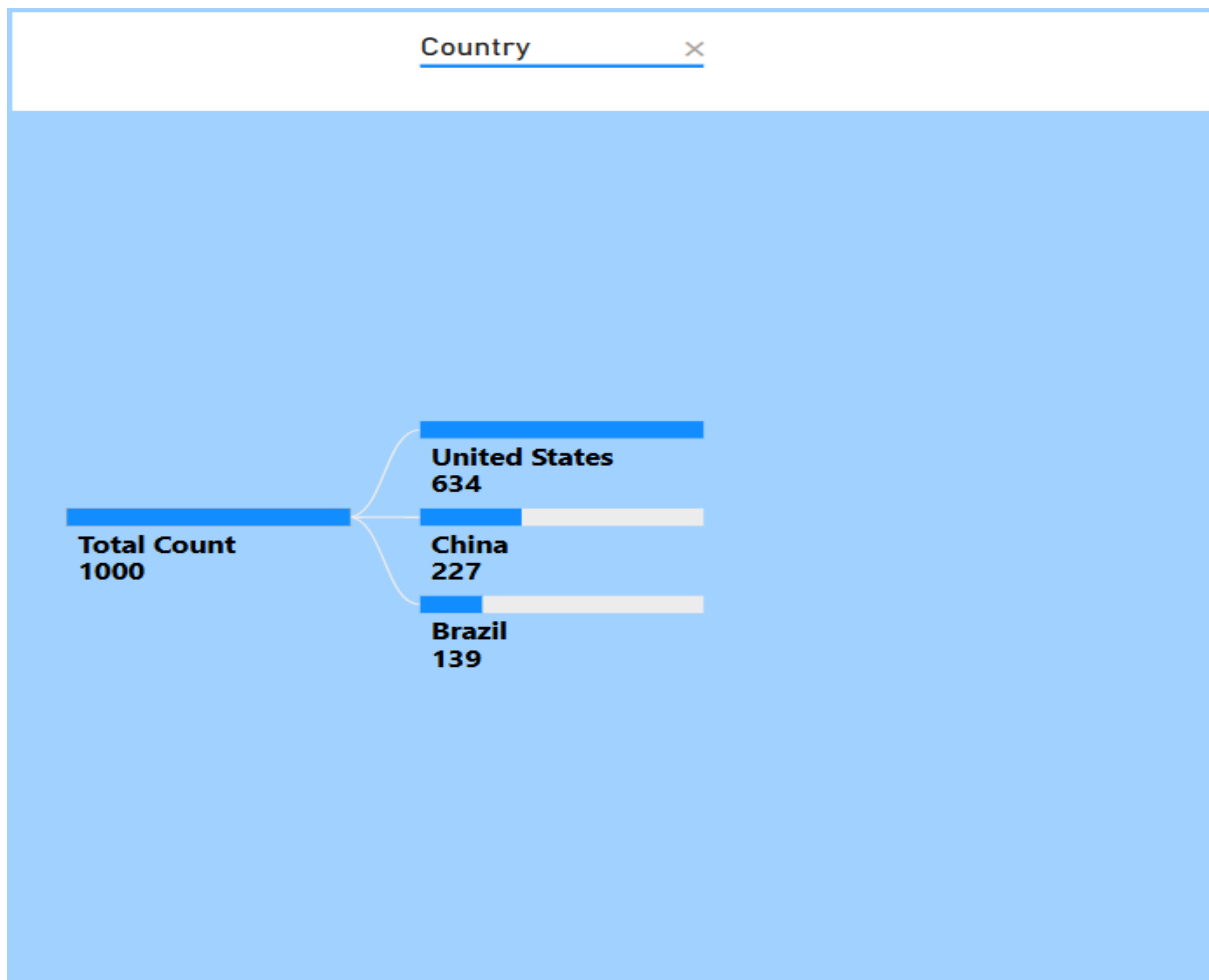 Country
Total Count
1000
United States
634
China
227
Brazil
139